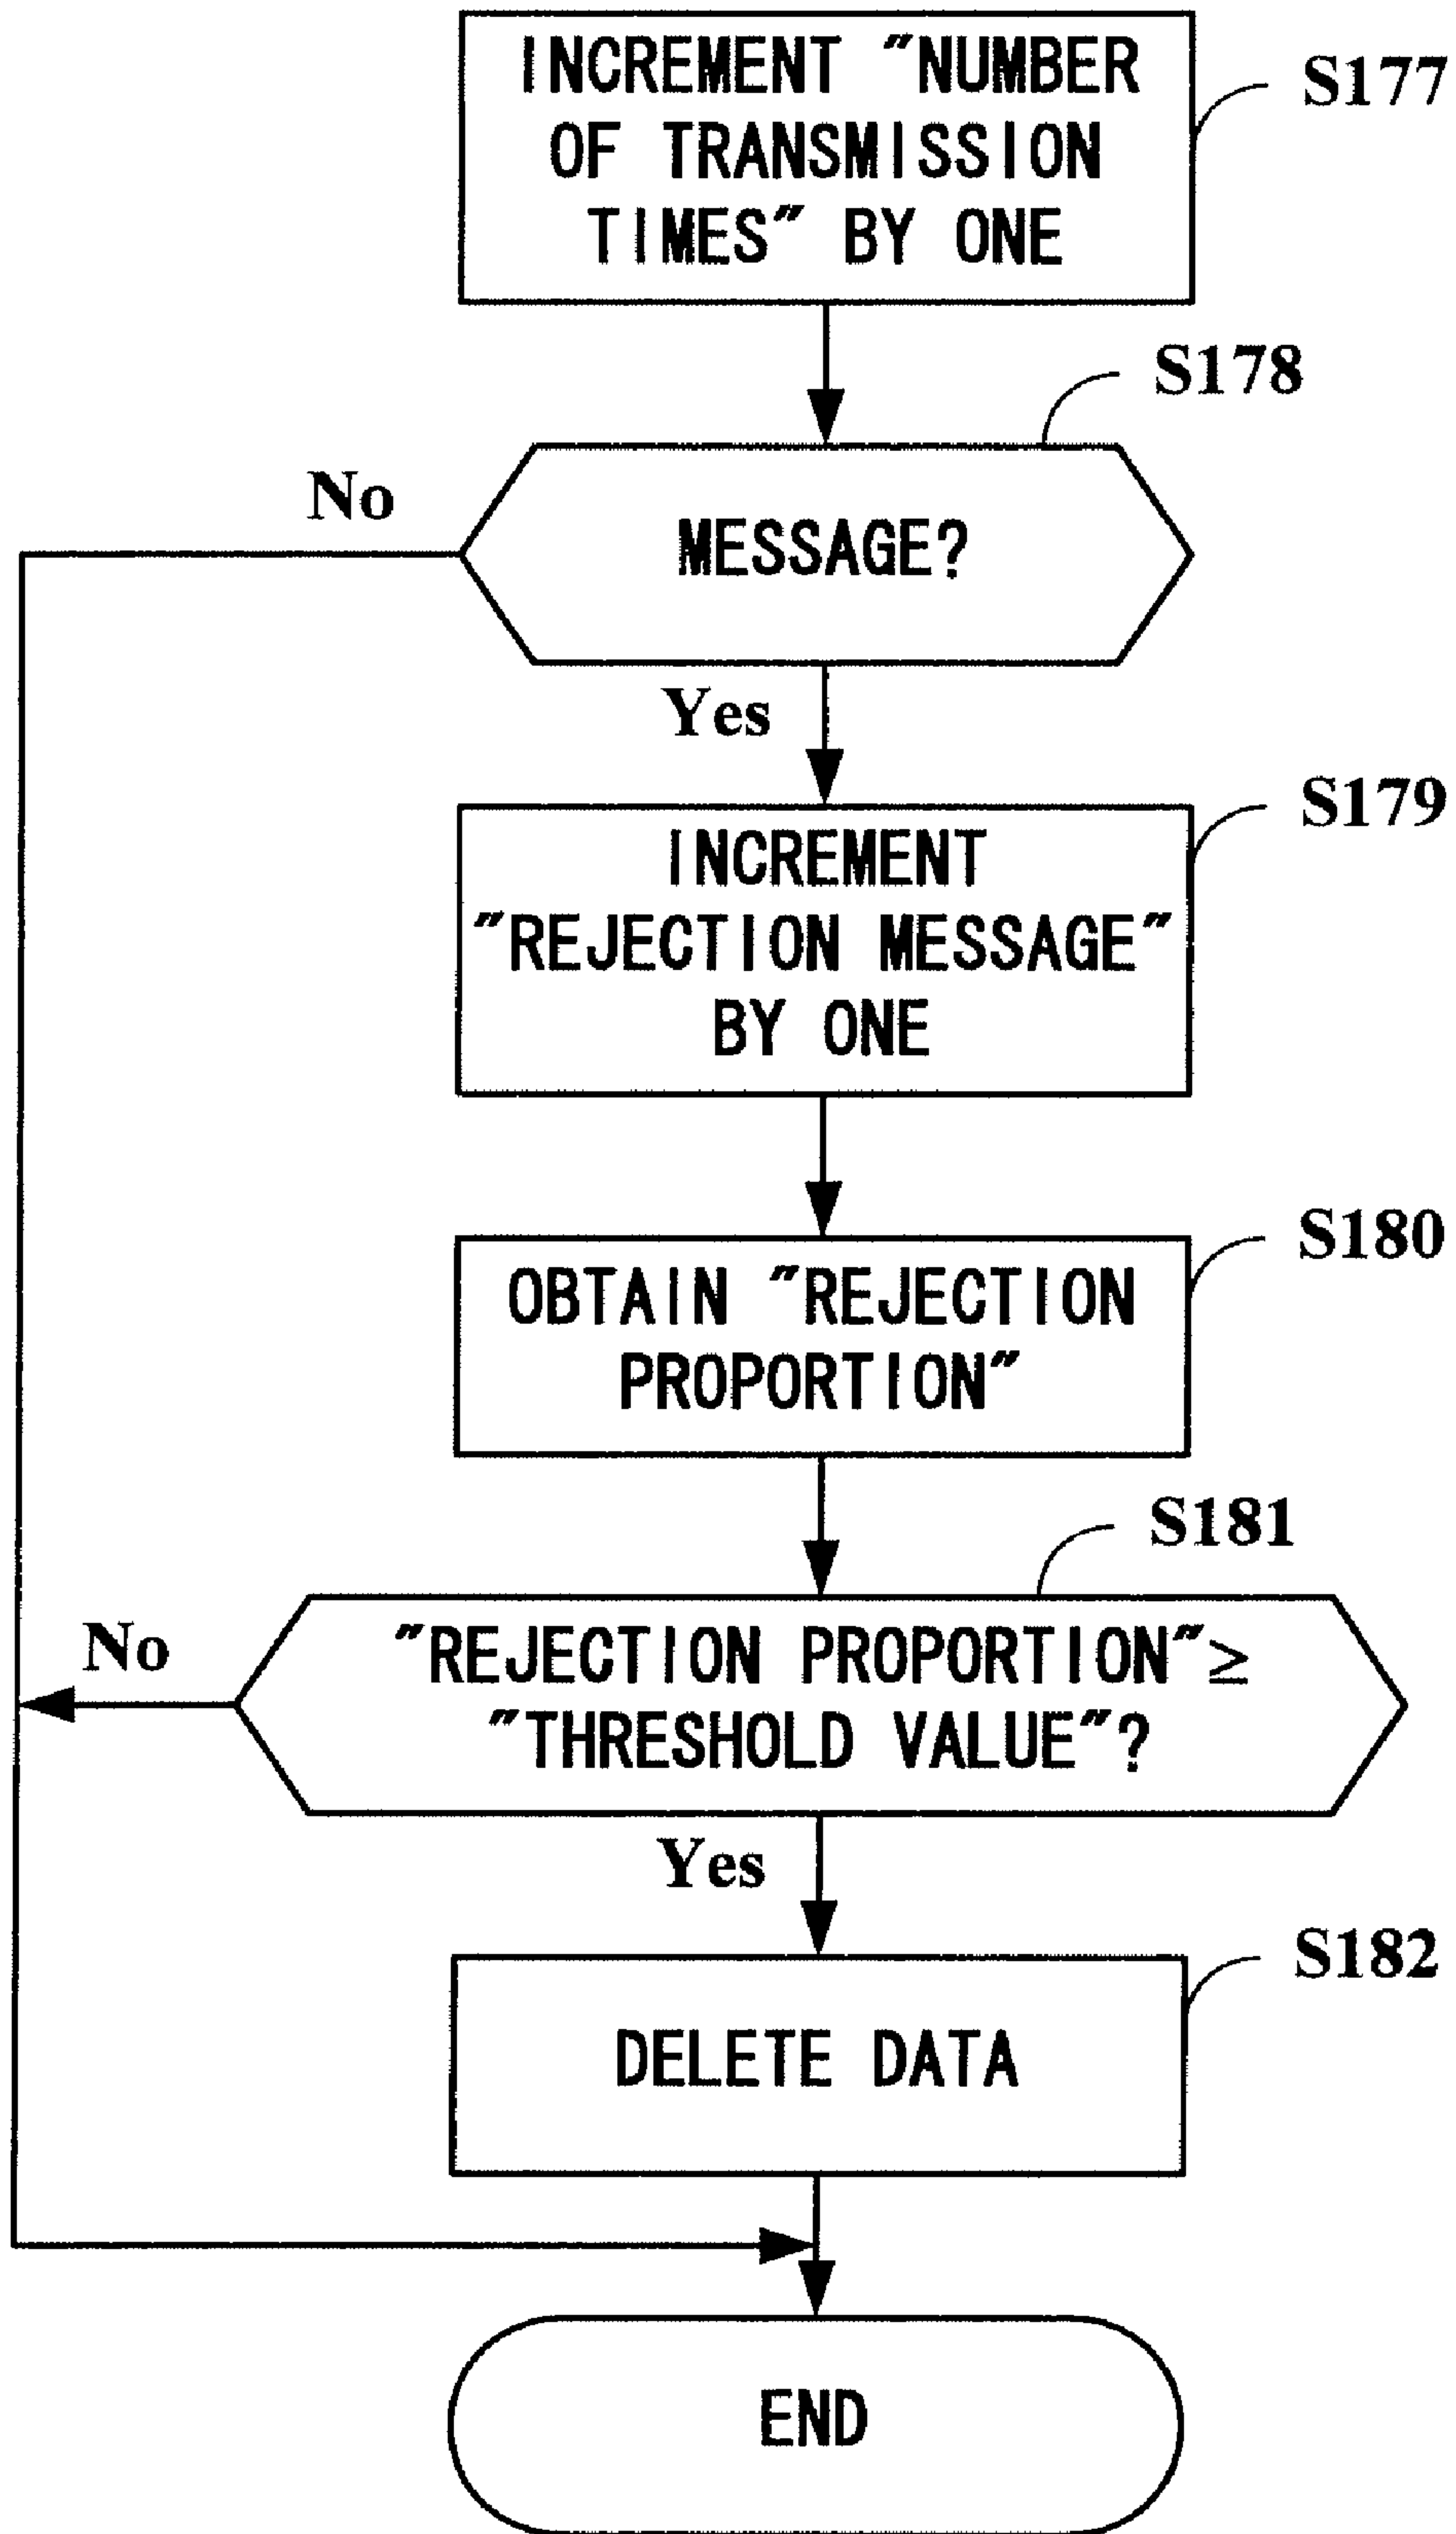 INCREMENT "NUMBER
OF TRANSMISSION
TIMES" BY ONE
S177
S178
No
MESSAGE?
Yes
S179
INCREMENT
"REJECTION MESSAGE"
BY ONE
S180
OBTAIN "REJECTION
PROPORTION"
S181
No
"REJECTION PROPORTION"≥
"THRESHOLD VALUE"?
Yes
S182
DELETE DATA
END